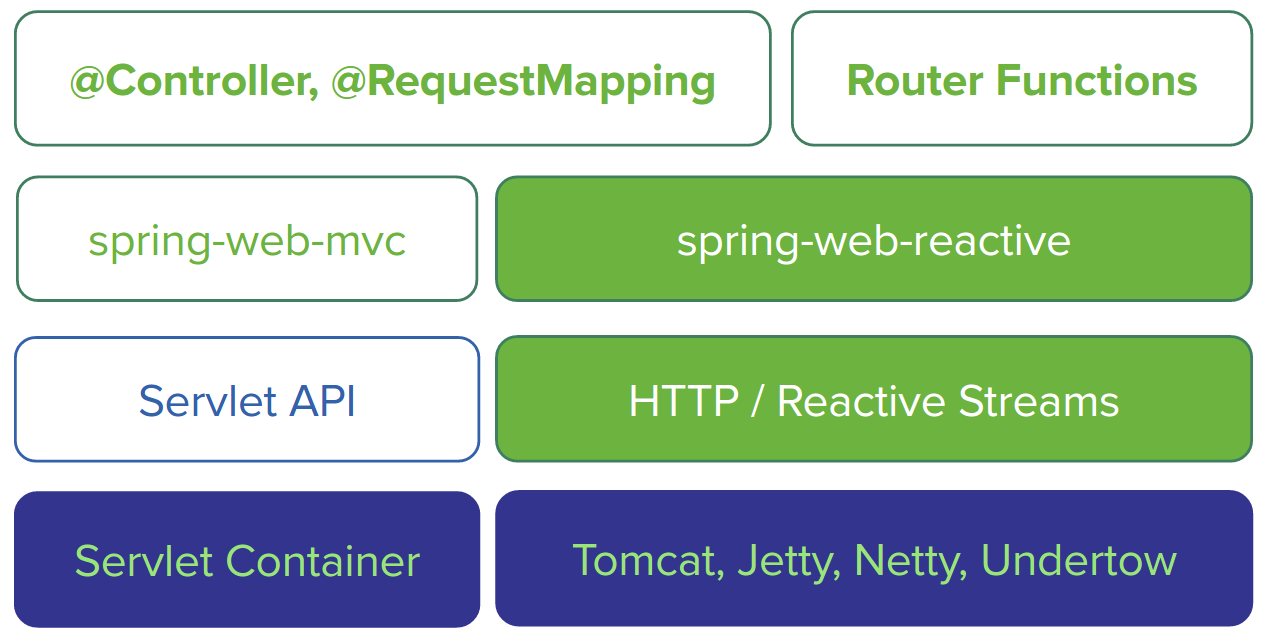 @Controller, @RequestMapping
Router Functions
spring-web-mvc
spring-web-reactive
Servlet API
HTTP / Reactive Streams
Servlet Container
Tomcat, Jetty, Netty, Undertow